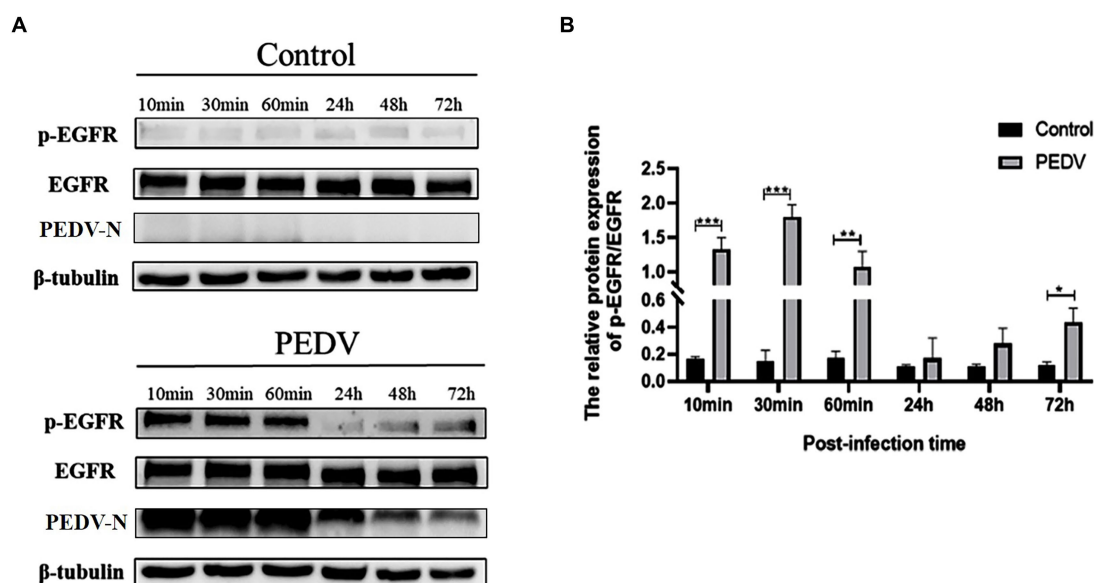 A
Control
10min 30min 60min 24h 48h 72h
p-EGFR
EGFR
PEDV-N
β-tubulin
PEDV
10min 30min 60min 24h 48h 72h
p-EGFR
EGFR
PEDV-N
β-tubulin
B
Control
PEDV
The relative protein expression
of p-EGFR/EGFR
2.5
2.0
1.5
1.0
0.6
0.4
0.2
0.0
***
***
**
*
10min 30min 60min 24h 48h 72h
Post-infection time